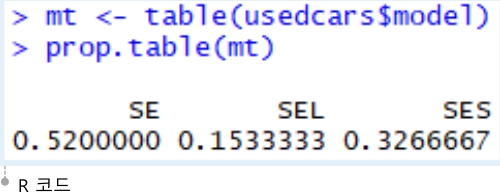 > mt <- table(usedcars$model)
> prop.table(mt)
SE SEL SES
0.5200000 0.1533333 0.3266667
R 코드